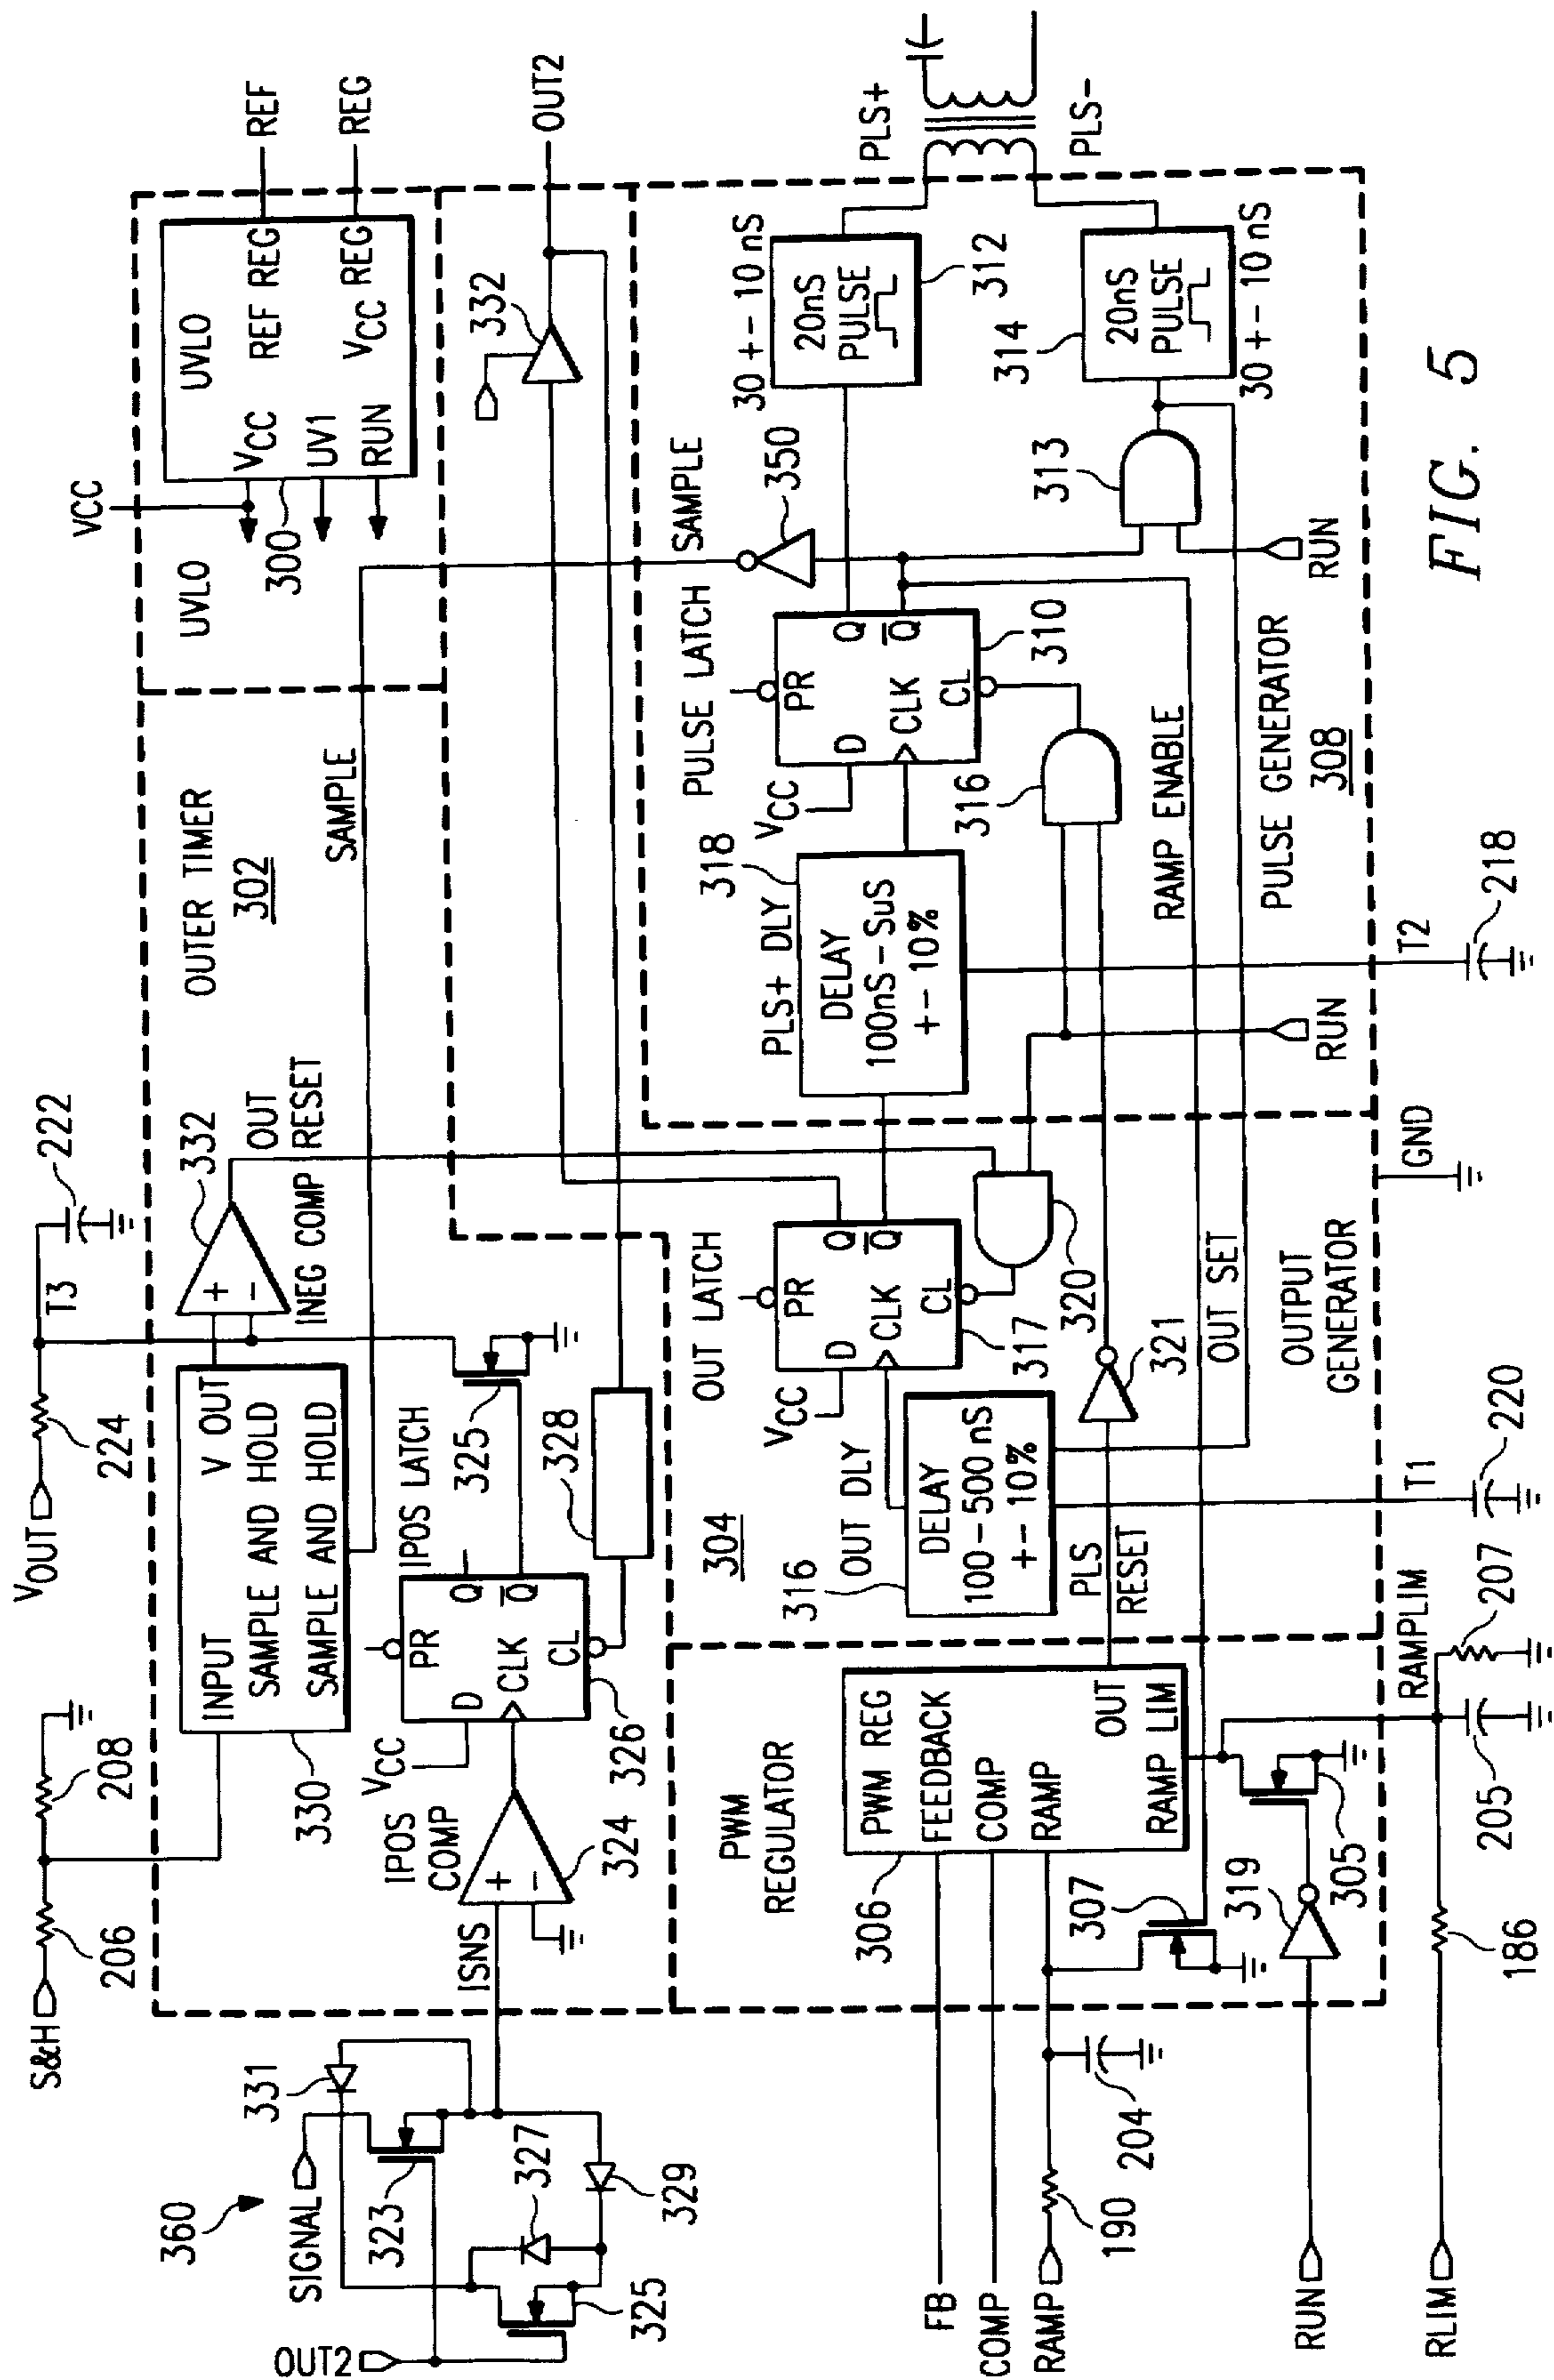 S&H
206
208
VOUT
224
T3
222
VCC
330
INPUT
V OUT
SAMPLE AND HOLD
SAMPLE AND HOLD
332
OUT
RESET
INEG COMP
OUTER TIMER
302
SAMPLE
UVLO
300
UVLO
VCC
UV1
RUN
REF REG
VCC REG
REF
REG
360
SIGNAL
331
323
327
329
325
OUT2
ISNS
IPOS
COMP
+
-
324
VCC
PR
D
CLK
CL
Q
Q
326
IPOS LATCH
325
328
332
OUT2
304
PWM
REGULATOR
306
PWM REG
FEEDBACK
COMP
RAMP
OUT
RAMP LIM
FB
COMP
RAMP
190
204
307
319
305
RUN
RLIM
186
205
207
RAMPLIM
316
OUT DLY
DELAY
100-500 nS
+- 10%
PLS
RESET
T1
220
OUT LATCH
VCC
PR
D
CLK
CL
Q
Q
317
320
321
OUT SET
OUTPUT
GENERATOR
GND
PLS+ DLY
318
DELAY
100nS-SuS
+- 10%
T2
218
RUN
PULSE LATCH
VCC
PR
D
CLK
CL
Q
Q
310
316
RAMP ENABLE
PULSE GENERATOR
308
SAMPLE
350
313
RUN
30 +- 10 nS
20nS
PULSE
312
314
20nS
PULSE
30 +- 10 nS
PLS+
PLS-
FIG. 5